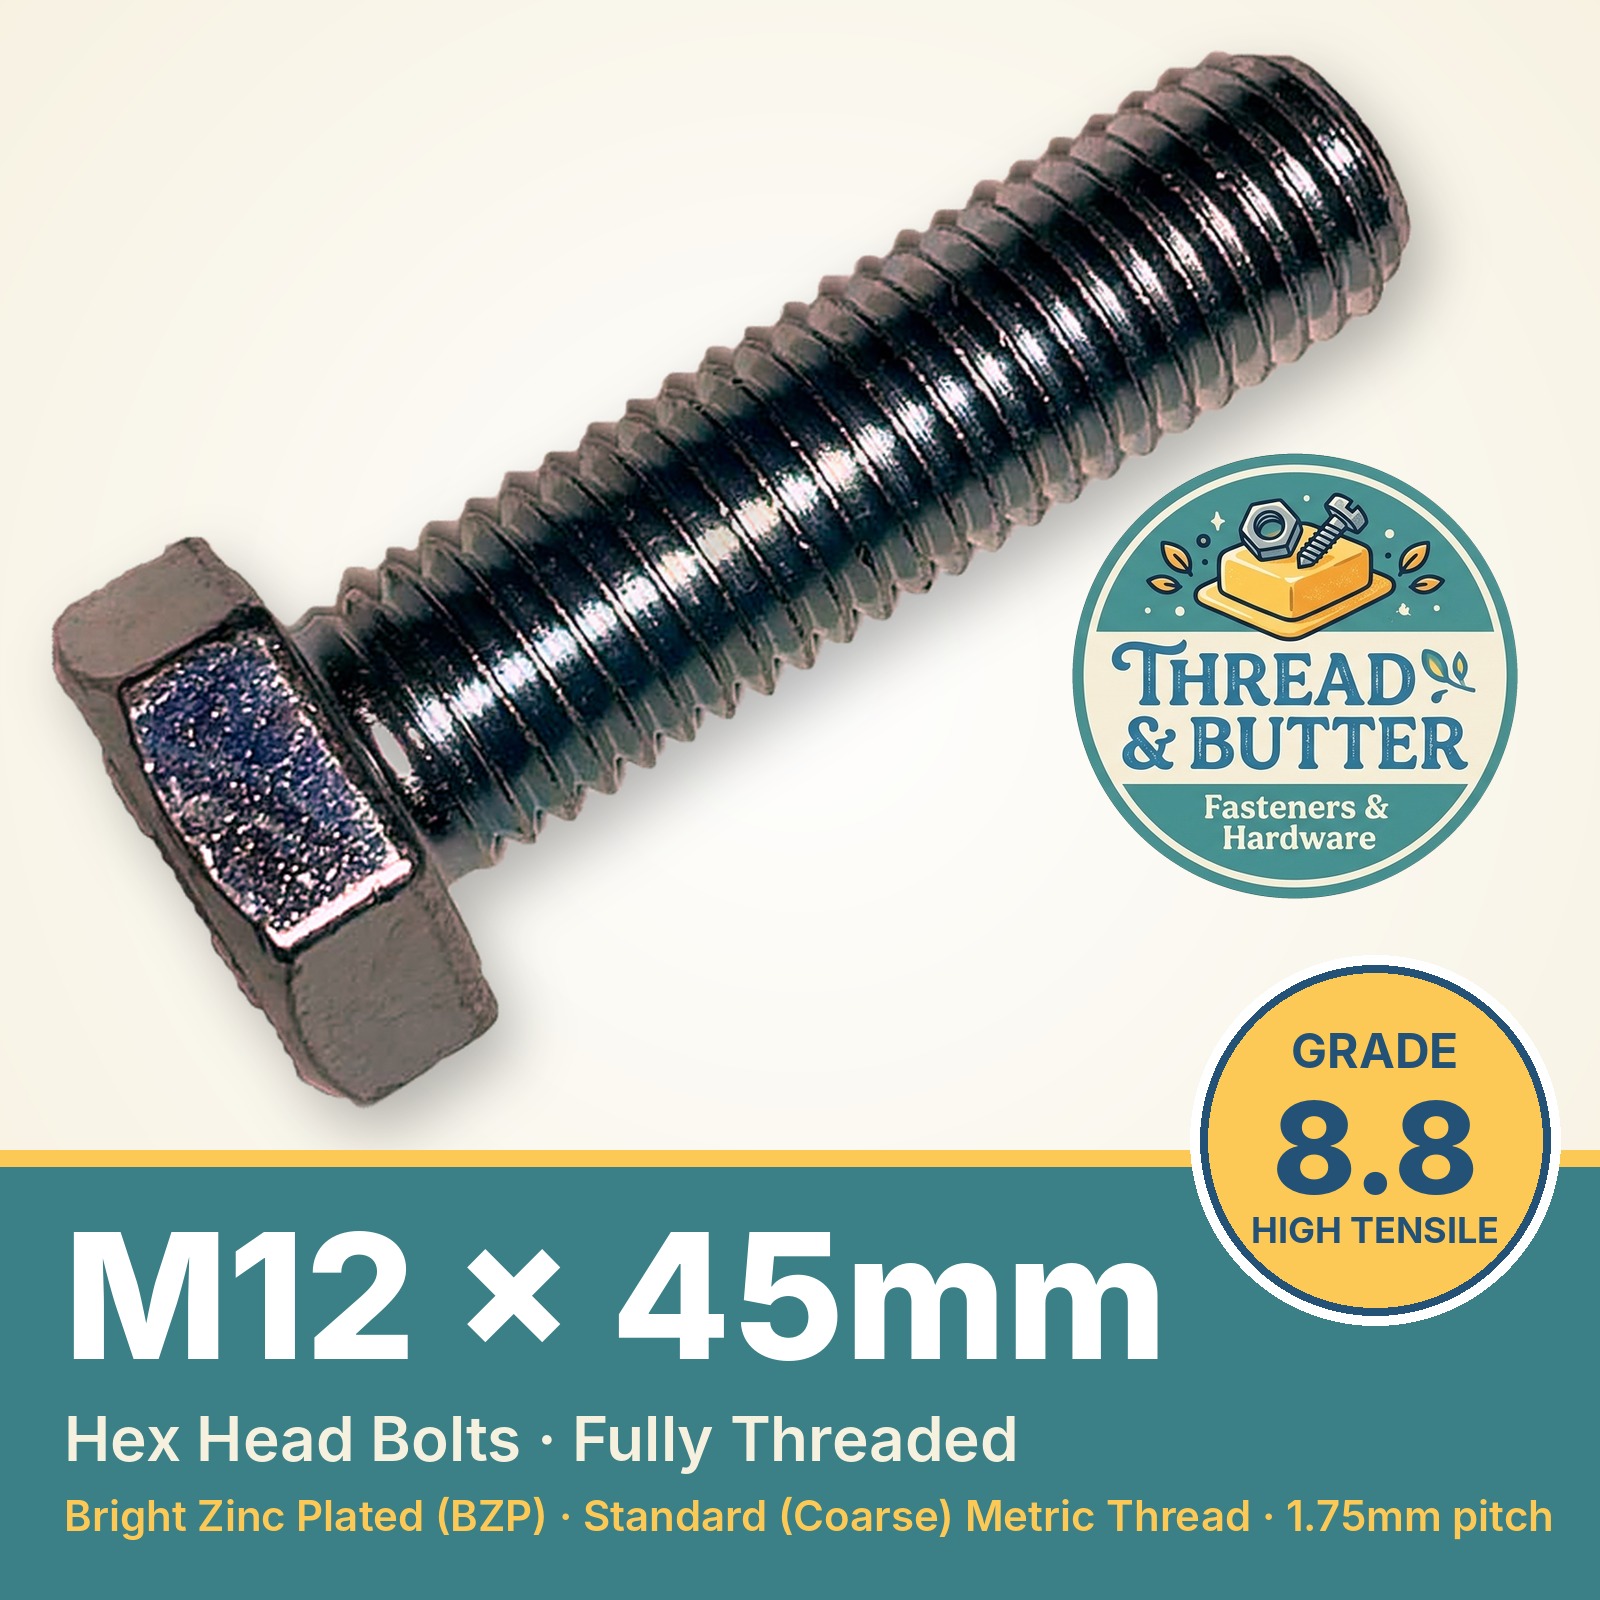 THREAD
& BUTTER
Fasteners &
Hardware
GRADE
8.8
HIGH TENSILE
M12 × 45mm
Hex Head Bolts · Fully Threaded
Bright Zinc Plated (BZP) · Standard (Coarse) Metric Thread · 1.75mm pitch